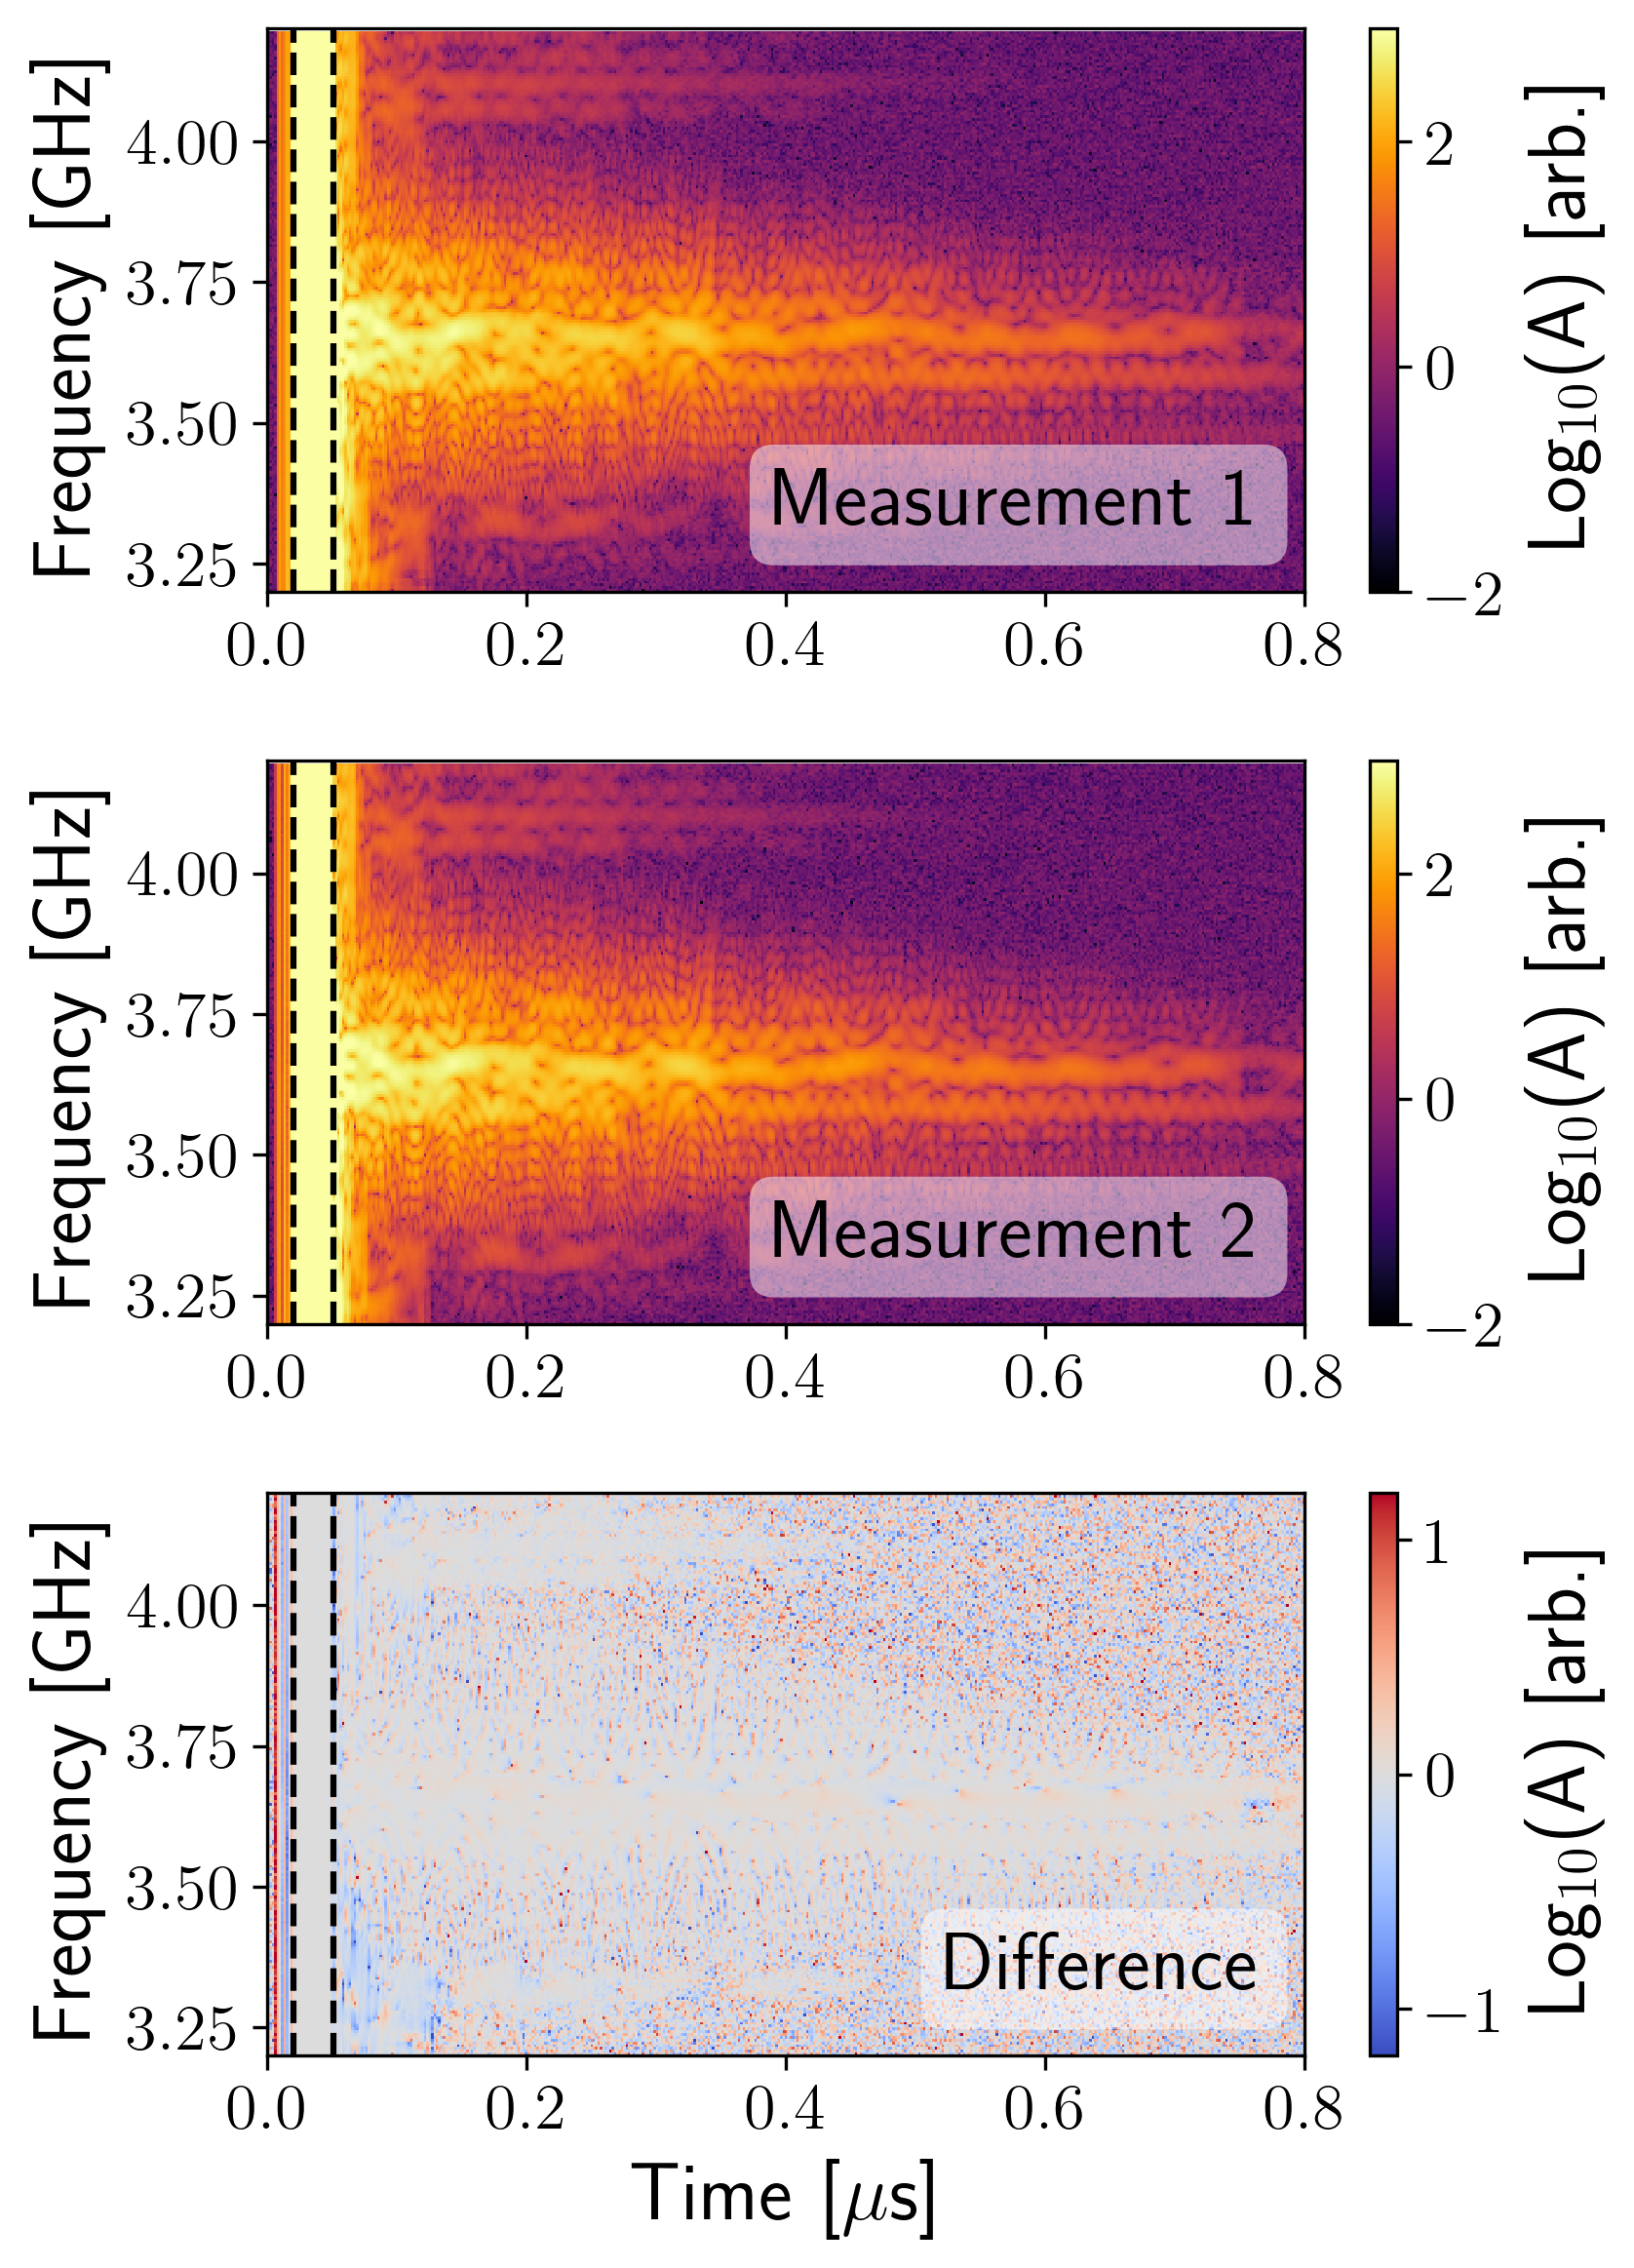 Frequency [GHz]
4.00
3.75
3.50
3.25
Measurement 1
0.0 0.2 0.4 0.6 0.8
2
0
−2
Log₁₀(A) [arb.]
Frequency [GHz]
4.00
3.75
3.50
3.25
Measurement 2
0.0 0.2 0.4 0.6 0.8
2
0
−2
Log₁₀(A) [arb.]
Frequency [GHz]
4.00
3.75
3.50
3.25
Difference
0.0 0.2 0.4 0.6 0.8
1
0
−1
Log₁₀(A) [arb.]
Time [μs]